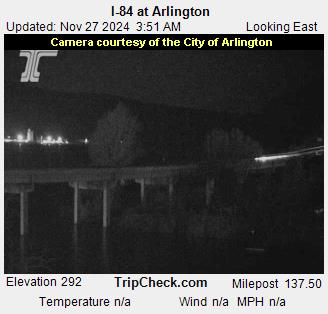 I-84 at Arlington
Updated: Nov 27 2024 3:51 AM Looking East
Camera courtesy of the City of Arlington
Elevation 292 TripCheck.com Milepost 137.50
Temperature n/a Wind n/a MPH n/a